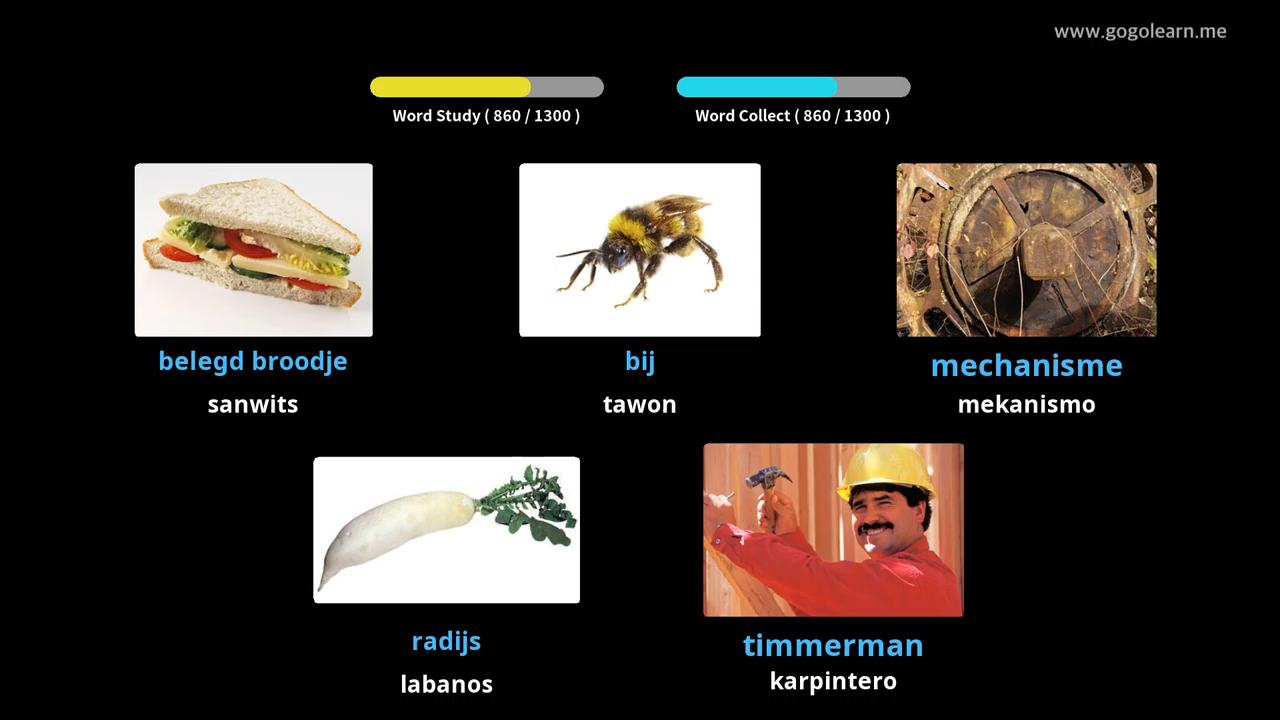 www.gogolearn.me
Word Study ( 860 / 1300 )
Word Collect ( 860 / 1300 )
belegd broodje
sanwits
bij
tawon
mechanisme
mekanismo
radijs
labanos
timmerman
karpintero